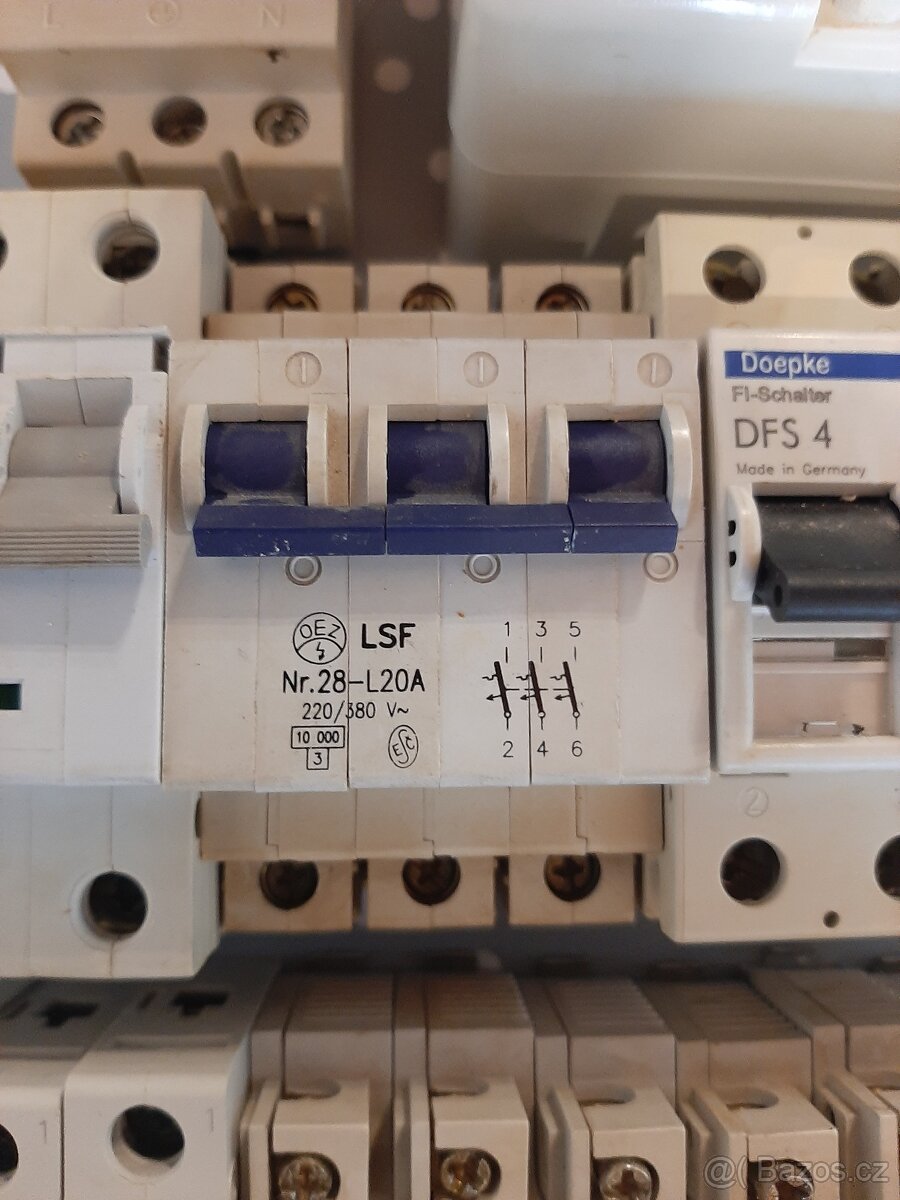 L N
I I I
Doepke
FI-Schalter
DFS 4
Made in Germany
OEZ LSF
Nr.28-L20A
220/380 V~
10 000
3
ESČ
1 3 5
2 4 6
2
1
1
@( Bazos.cz